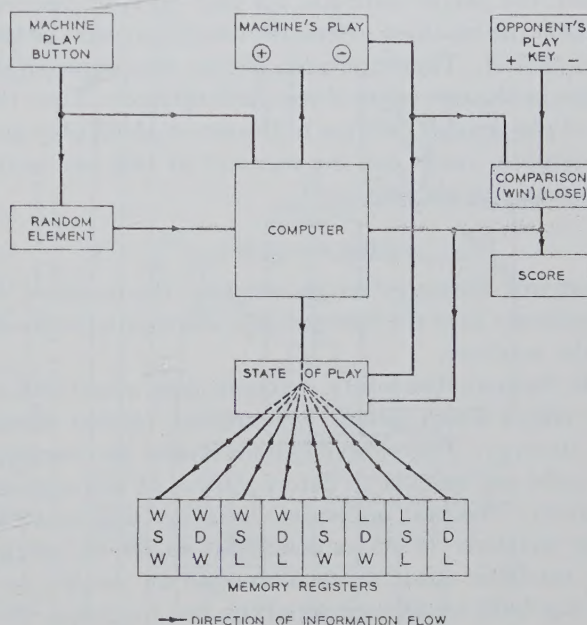 MACHINE
PLAY
BUTTON
MACHINE'S PLAY
+ −
OPPONENT'S
PLAY
KEY
+ −
RANDOM
ELEMENT
COMPUTER
COMPARISON
(WIN) (LOSE)
SCORE
STATE OF PLAY
W W W W L L L L
S D S D S D S D
W W L L W W L L
MEMORY REGISTERS
DIRECTION OF INFORMATION FLOW